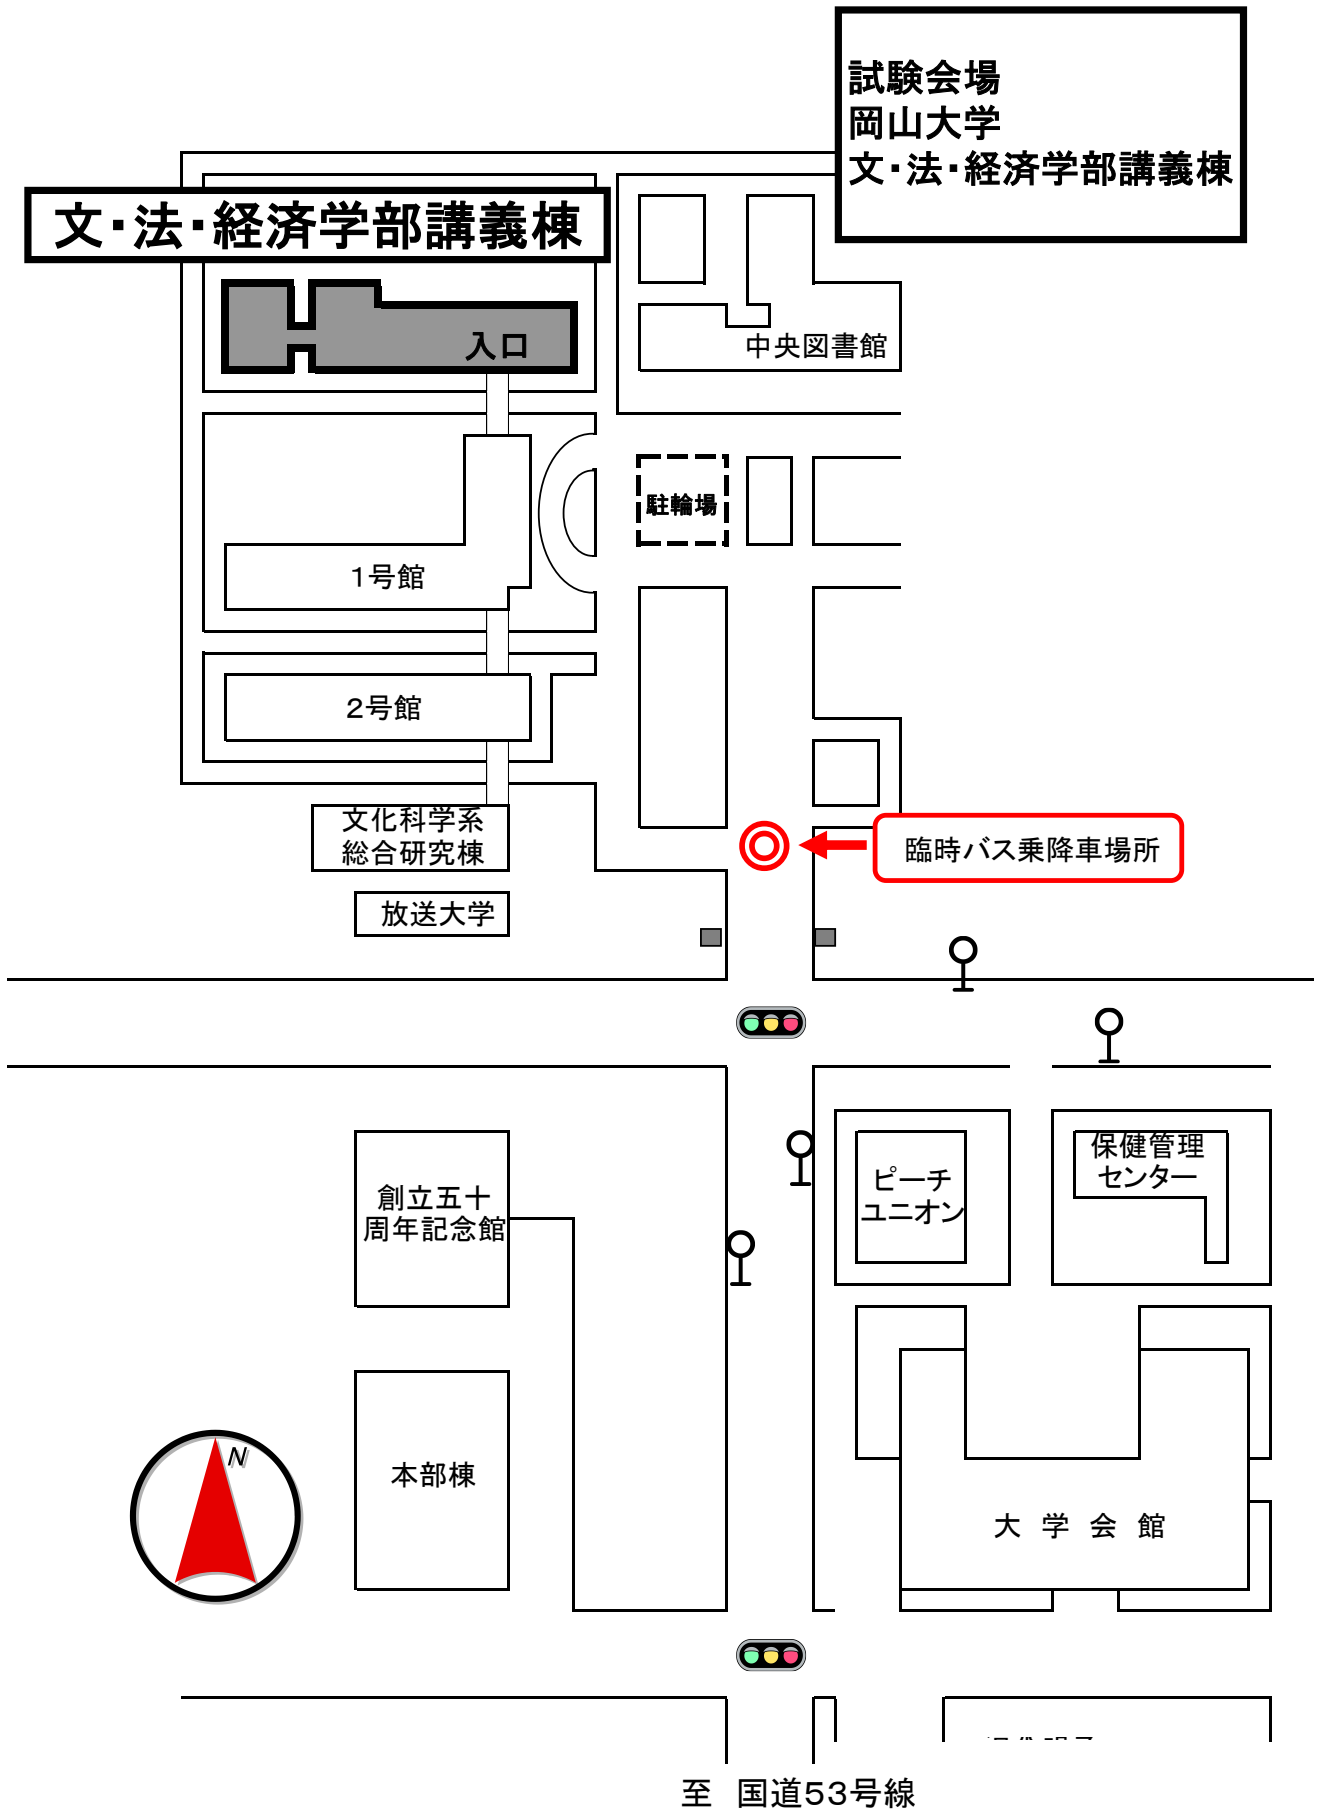 試験会場
岡山大学
文・法・経済学部講義棟
文・法・経済学部講義棟
入口
中央図書館
駐輪場
1号館
2号館
文化科学系
総合研究棟
臨時バス乗降車場所
放送大学
保健管理
センター
ピーチ
ユニオン
創立五十
周年記念館
N
本部棟
大 学 会 館
至 国道53号線